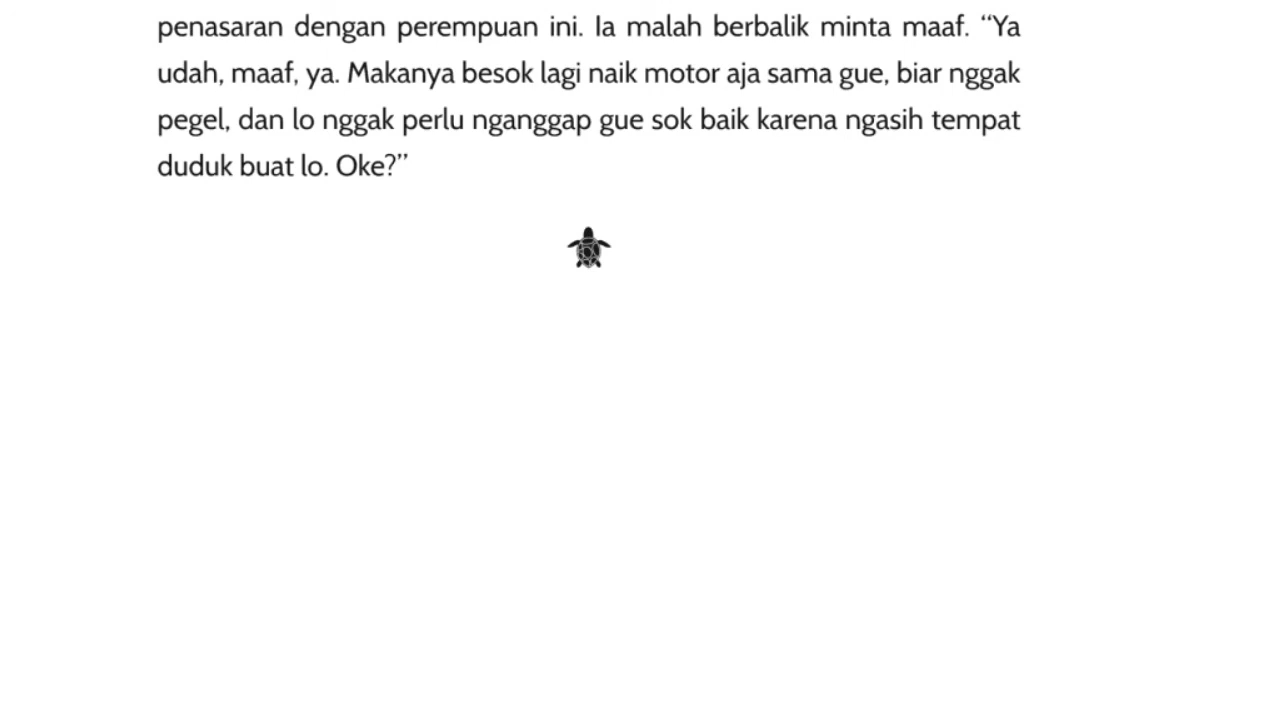 penasaran dengan perempuan ini. Ia malah berbalik minta maaf. “Ya
udah, maaf, ya. Makanya besok lagi naik motor aja sama gue, biar nggak
pegel, dan lo nggak perlu nganggap gue sok baik karena ngasih tempat
duduk buat lo. Oke?”